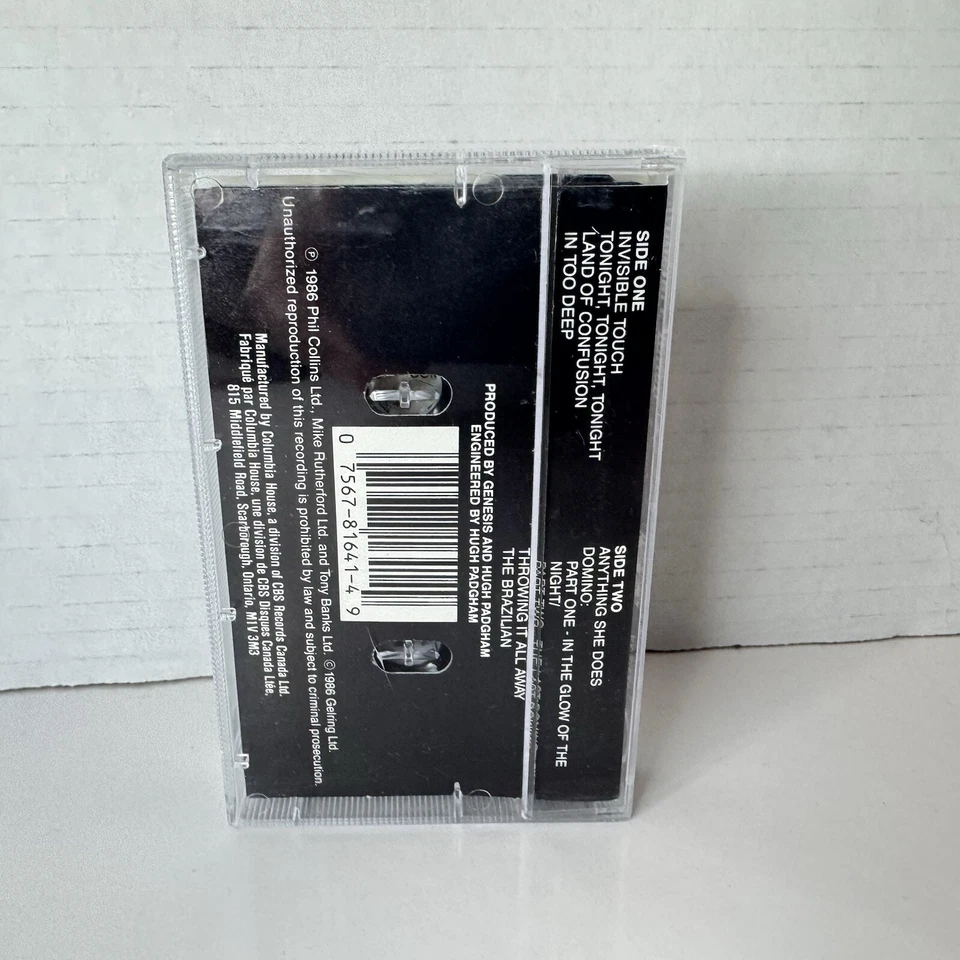 SIDE ONE
INVISIBLE TOUCH
TONIGHT, TONIGHT, TONIGHT
LAND OF CONFUSION
IN TOO DEEP
SIDE TWO
ANYTHING SHE DOES
DOMINO:
PART ONE - IN THE GLOW OF THE
NIGHT/
PART TWO - THE LAST DOMINO
THROWING IT ALL AWAY
THE BRAZILIAN
PRODUCED BY GENESIS AND HUGH PADGHAM
ENGINEERED BY HUGH PADGHAM
0 7567-81641-4 9
℗ 1986 Phil Collins Ltd., Mike Rutherford Ltd. and Tony Banks Ltd. ©1986 Gelring Ltd.
Unauthorized reproduction of this recording is prohibited by law and subject to criminal prosecution.
Manufactured by Columbia House, a division of CBS Records Canada Ltd.
Fabriqué par Columbia House, une division de CBS Disques Canada Ltée,
815 Middlefield Road, Scarborough, Ontario, M1V 3M3